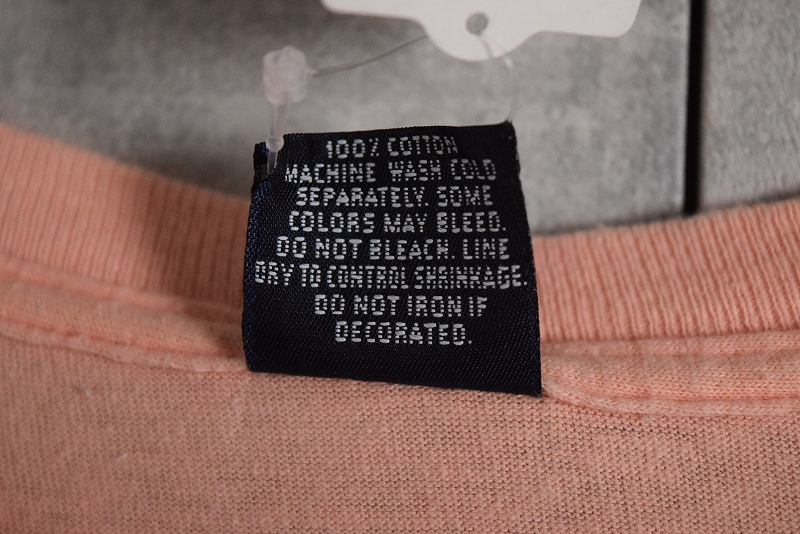 100% COTTON
MACHINE WASH COLD
SEPARATELY. SOME
COLORS MAY BLEED.
DO NOT BLEACH. LINE
DRY TO CONTROL SHRINKAGE.
DO NOT IRON IF
DECORATED.